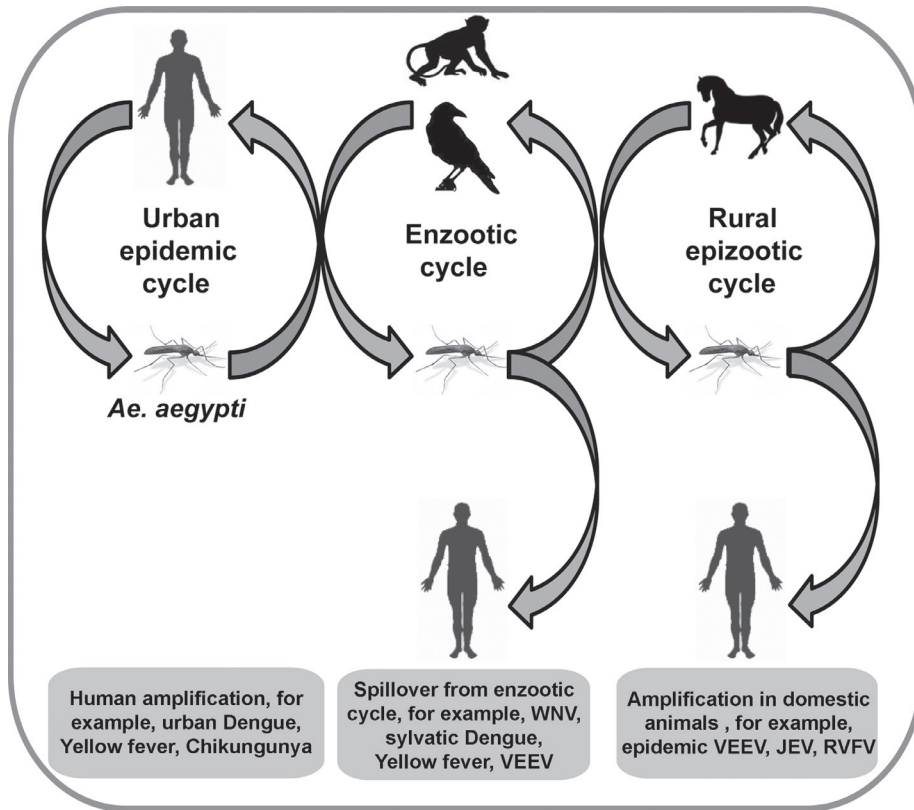 Urban
epidemic
cycle
Enzootic
cycle
Rural
epizootic
cycle
Ae. aegypti
Human amplification, for
example, urban Dengue,
Yellow fever, Chikungunya
Spillover from enzootic
cycle, for example, WNV,
sylvatic Dengue,
Yellow fever, VEEV
Amplification in domestic
animals , for example,
epidemic VEEV, JEV, RVFV